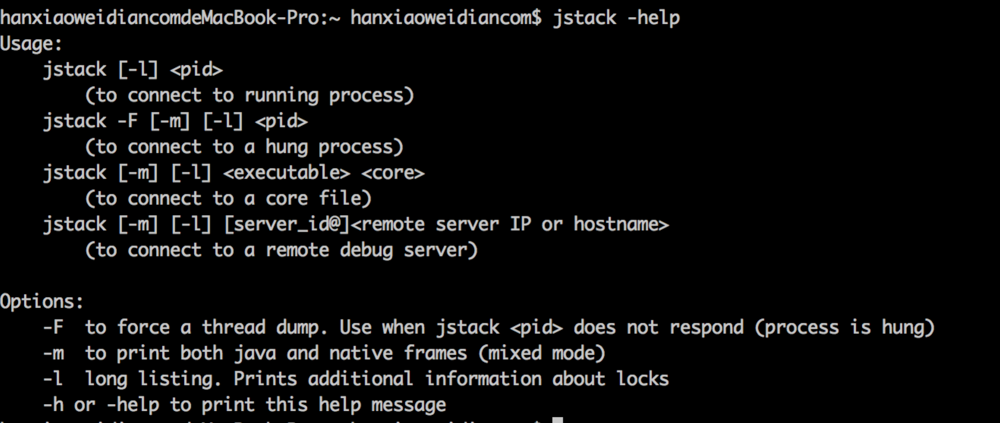 hanxiaoweidiancomdeMacBook-Pro:~ hanxiaoweidiancom$ jstack -help
Usage:
    jstack [-l] <pid>
        (to connect to running process)
    jstack -F [-m] [-l] <pid>
        (to connect to a hung process)
    jstack [-m] [-l] <executable> <core>
        (to connect to a core file)
    jstack [-m] [-l] [server_id@]<remote server IP or hostname>
        (to connect to a remote debug server)

Options:
    -F  to force a thread dump. Use when jstack <pid> does not respond (process is hung)
    -m  to print both java and native frames (mixed mode)
    -l  long listing. Prints additional information about locks
    -h or -help to print this help message